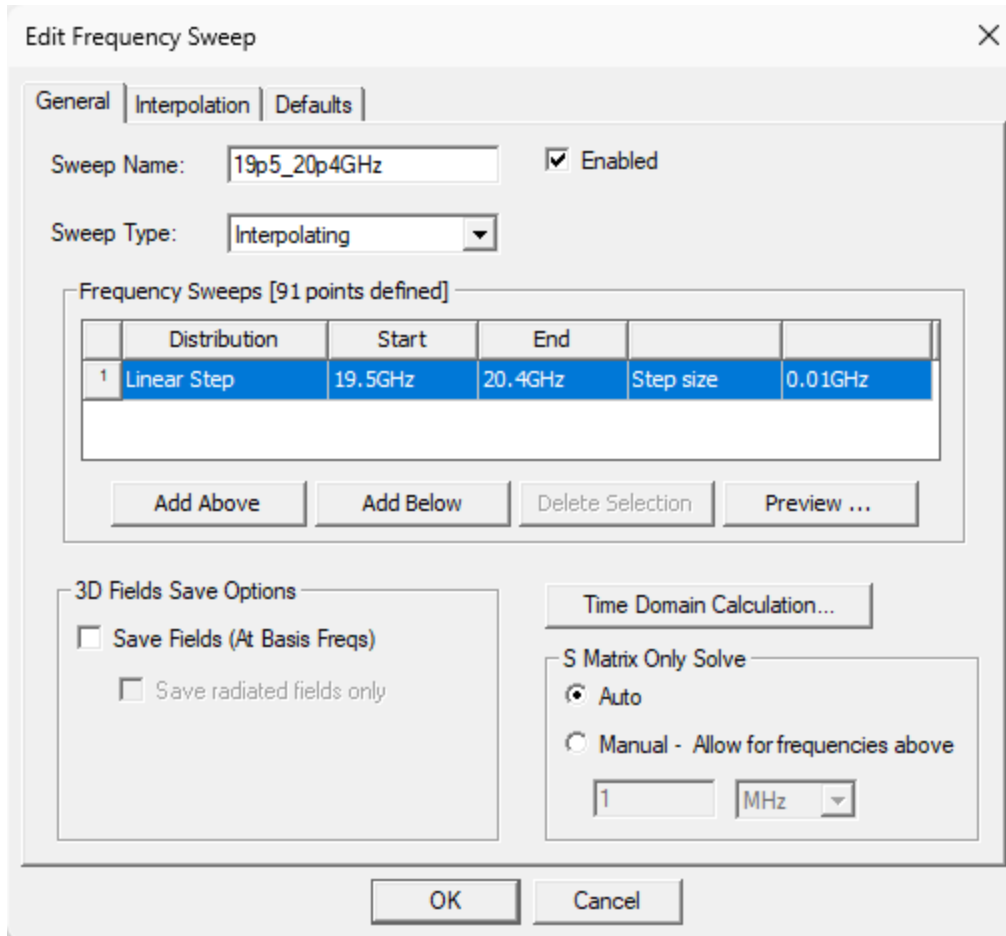 Edit Frequency Sweep
General Interpolation Defaults
Sweep Name: 19p5_20p4GHz Enabled
Sweep Type: Interpolating
Frequency Sweeps [91 points defined]
Distribution Start End
1 Linear Step 19.5GHz 20.4GHz Step size 0.01GHz
Add Above Add Below Delete Selection Preview ...
3D Fields Save Options
Save Fields (At Basis Freqs)
Save radiated fields only
Time Domain Calculation...
S Matrix Only Solve
Auto
Manual - Allow for frequencies above
1 MHz
OK Cancel